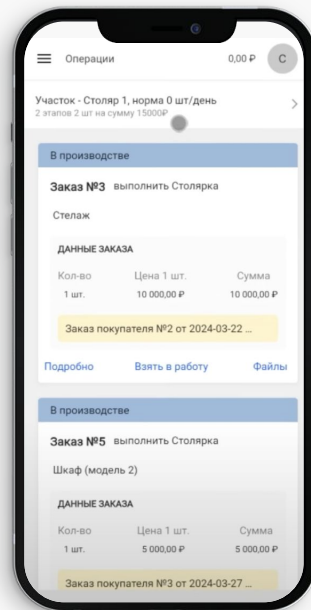 Операции 0,00 ₽ С
Участок - Столяр 1, норма 0 шт/день
2 этапов 2 шт на сумму 15000₽
В производстве
Заказ №3 выполнить Столярка
Стелаж
ДАННЫЕ ЗАКАЗА
Кол-во Цена 1 шт. Сумма
1 шт. 10 000,00 ₽ 10 000,00 ₽
Заказ покупателя №2 от 2024-03-22 ...
Подробно Взять в работу Файлы
В производстве
Заказ №5 выполнить Столярка
Шкаф (модель 2)
ДАННЫЕ ЗАКАЗА
Кол-во Цена 1 шт. Сумма
1 шт. 5 000,00 ₽ 5 000,00 ₽
Заказ покупателя №3 от 2024-03-27 ...